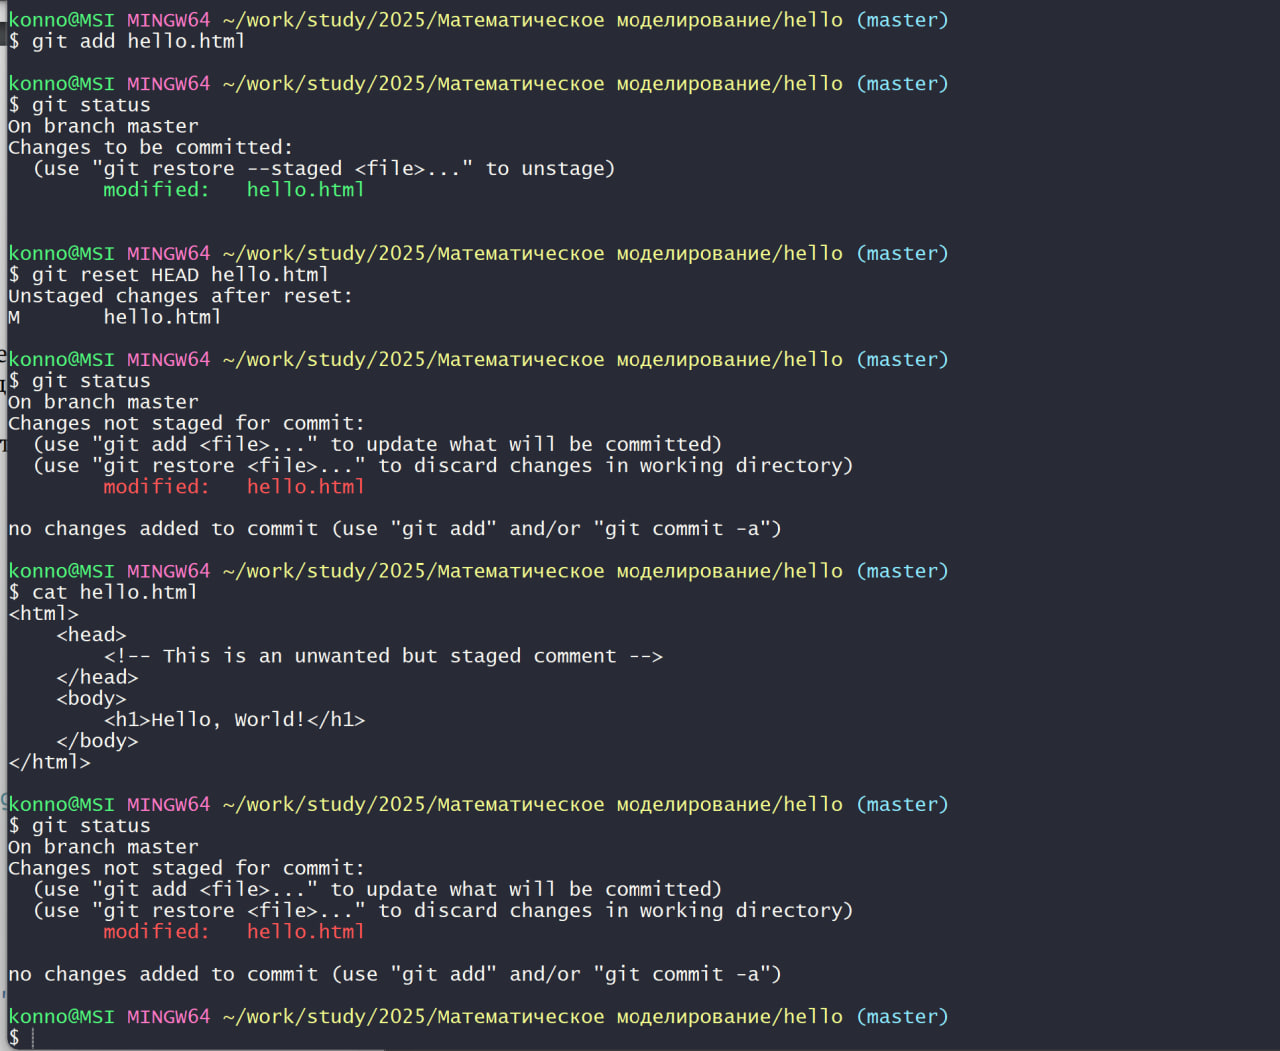 konno@MSI MINGW64 ~/work/study/2025/Математическое моделирование/hello (master)
$ git add hello.html
konno@MSI MINGW64 ~/work/study/2025/Математическое моделирование/hello (master)
$ git status
On branch master
Changes to be committed:
  (use "git restore --staged <file>..." to unstage)
        modified:   hello.html
konno@MSI MINGW64 ~/work/study/2025/Математическое моделирование/hello (master)
$ git reset HEAD hello.html
Unstaged changes after reset:
M       hello.html
konno@MSI MINGW64 ~/work/study/2025/Математическое моделирование/hello (master)
$ git status
On branch master
Changes not staged for commit:
  (use "git add <file>..." to update what will be committed)
  (use "git restore <file>..." to discard changes in working directory)
        modified:   hello.html
no changes added to commit (use "git add" and/or "git commit -a")
konno@MSI MINGW64 ~/work/study/2025/Математическое моделирование/hello (master)
$ cat hello.html
<html>
    <head>
        <!-- This is an unwanted but staged comment -->
    </head>
    <body>
        <h1>Hello, World!</h1>
    </body>
</html>
konno@MSI MINGW64 ~/work/study/2025/Математическое моделирование/hello (master)
$ git status
On branch master
Changes not staged for commit:
  (use "git add <file>..." to update what will be committed)
  (use "git restore <file>..." to discard changes in working directory)
        modified:   hello.html
no changes added to commit (use "git add" and/or "git commit -a")
konno@MSI MINGW64 ~/work/study/2025/Математическое моделирование/hello (master)
$